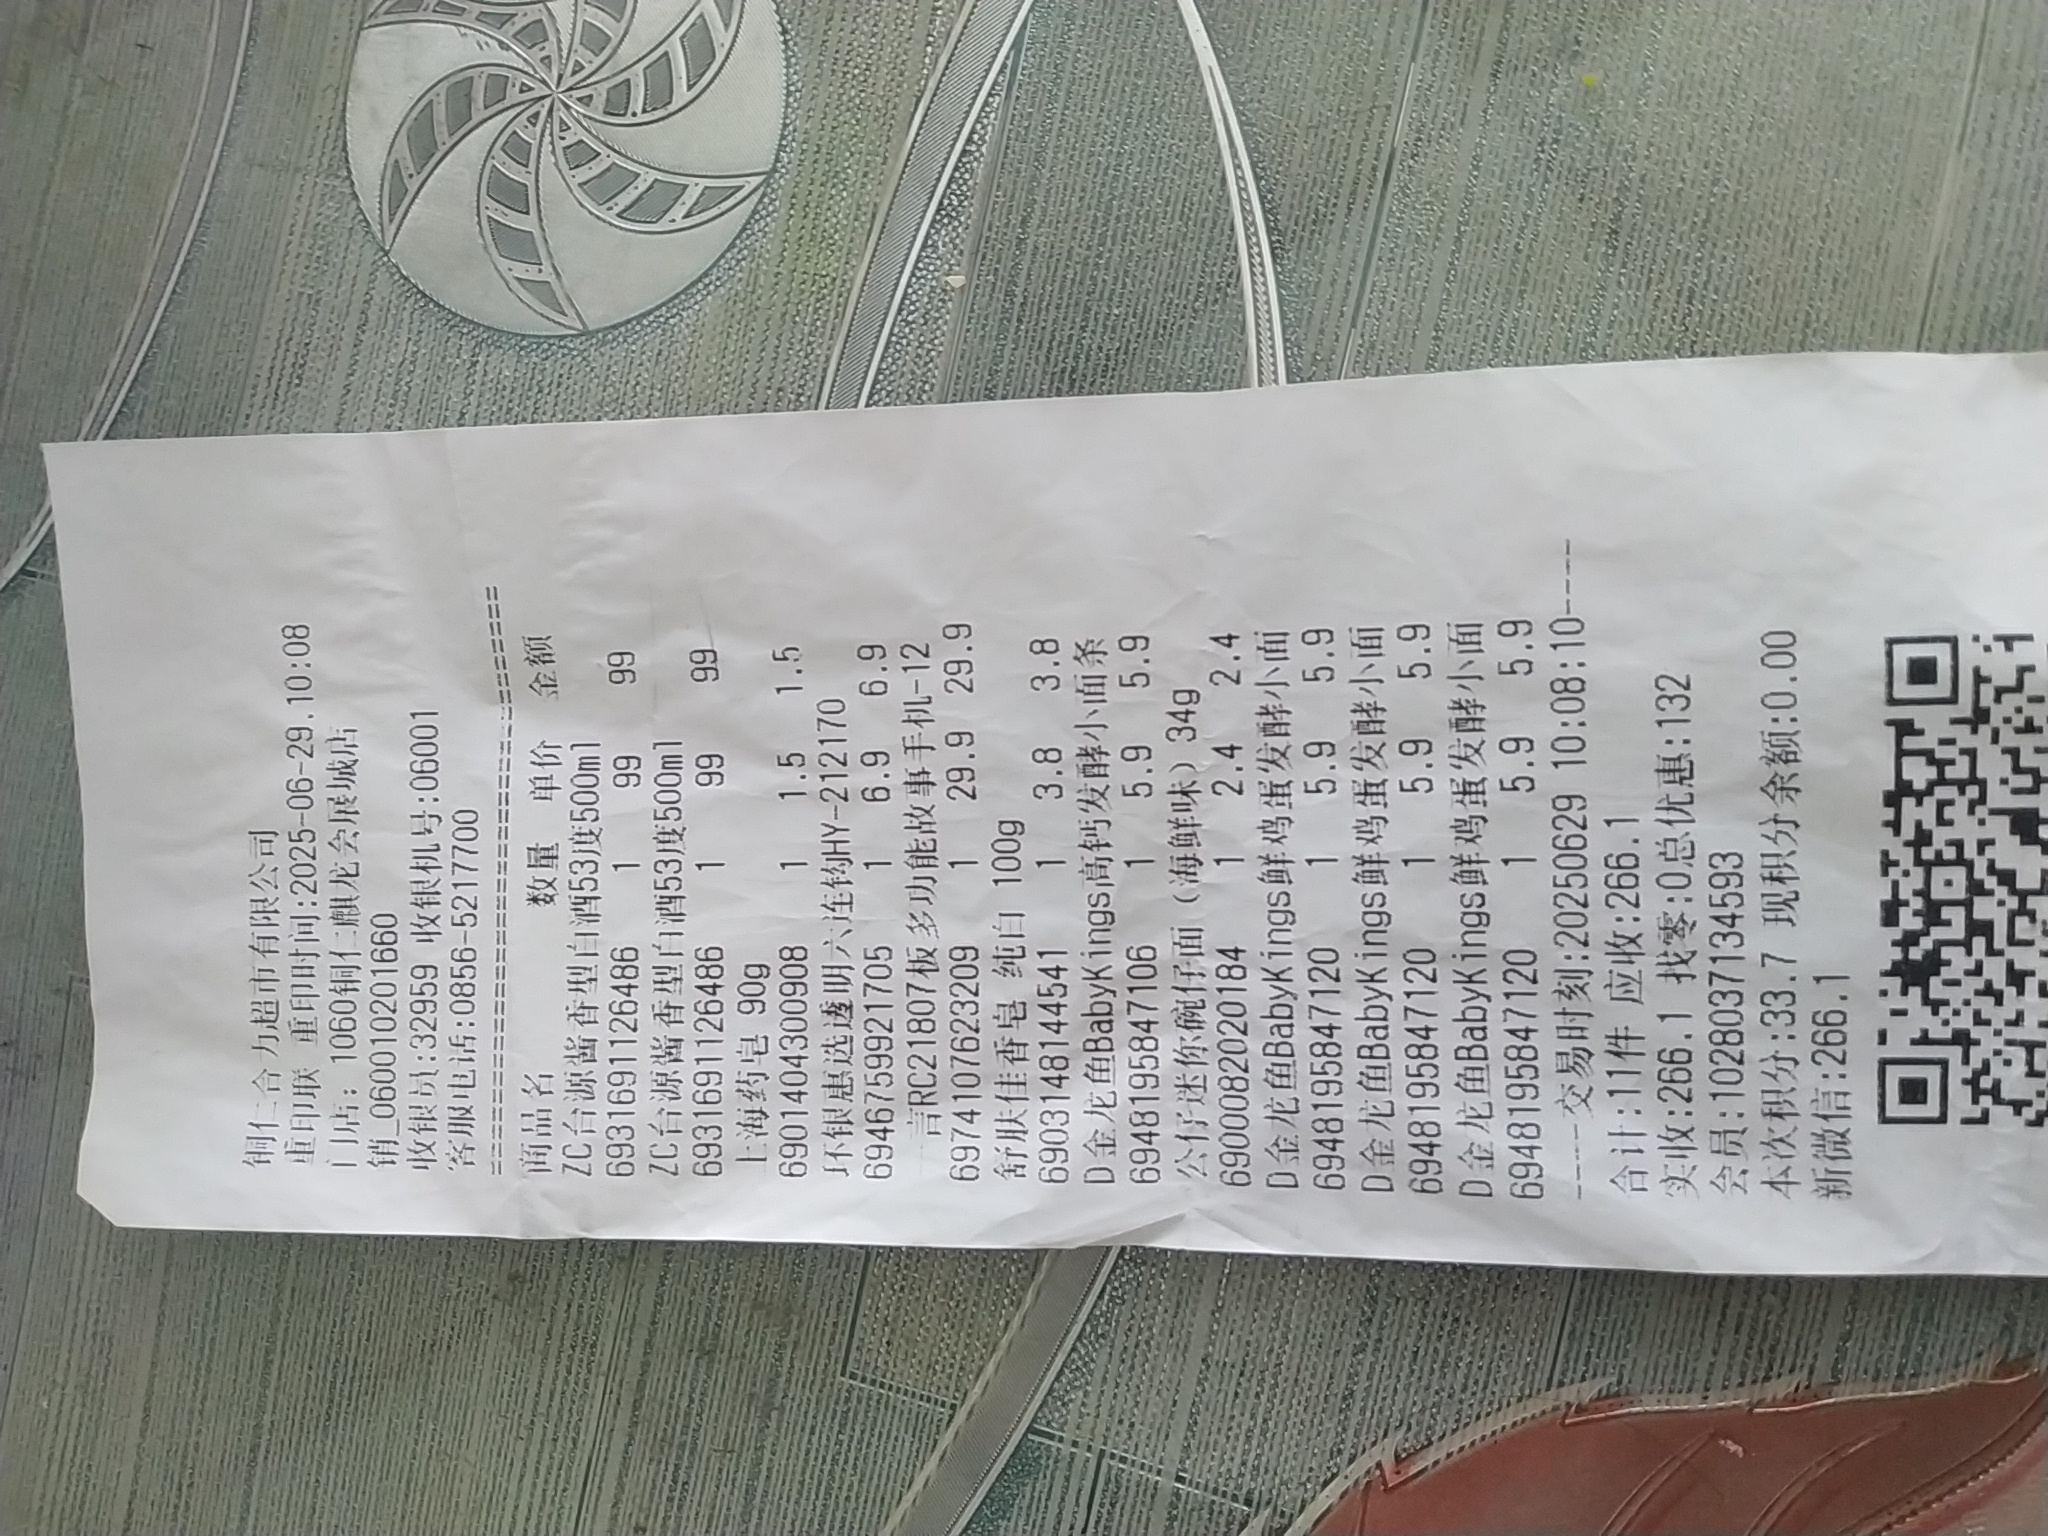 铜仁合力超市有限公司
重印联 重印时间:2025-06-29.10:08
门店: 1060铜仁麒龙会展城店
销_0600102201660
收银员:32959 收银机号:06001
客服电话:0856-5217700
================================
商品名 数量 单价 金额
ZC台源酱香型白酒53度500ml
6931691126486 1 99 99
ZC台源酱香型白酒53度500ml
6931691126486 1 99 99
上海药皂 90g
6901404300908 1 1.5 1.5
环银惠选透明六连钩HY-2122170
6946759921705 1 6.9 6.9
一言RC21807板多功能故事手机-12
6974107623209 1 29.9 29.9
舒肤佳香皂 纯白 100g
6903148144541 1 3.8 3.8
D金龙鱼BabyKings高钙发酵小面条
6948195847106 1 5.9 5.9
公仔迷你碗仔面（海鲜味）34g
6900082020184 1 2.4 2.4
D金龙鱼BabyKings鲜鸡蛋发酵小面
6948195847120 1 5.9 5.9
D金龙鱼BabyKings鲜鸡蛋发酵小面
6948195847120 1 5.9 5.9
D金龙鱼BabyKings鲜鸡蛋发酵小面
6948195847120 1 5.9 5.9
----交易时刻:20250629 10:08:10----
合计:11件 应收:266.1
实收:266.1 找零:0总优惠:132
会员:1028037134593
本次积分:33.7 现积分余额:0.00
新微信:266.1